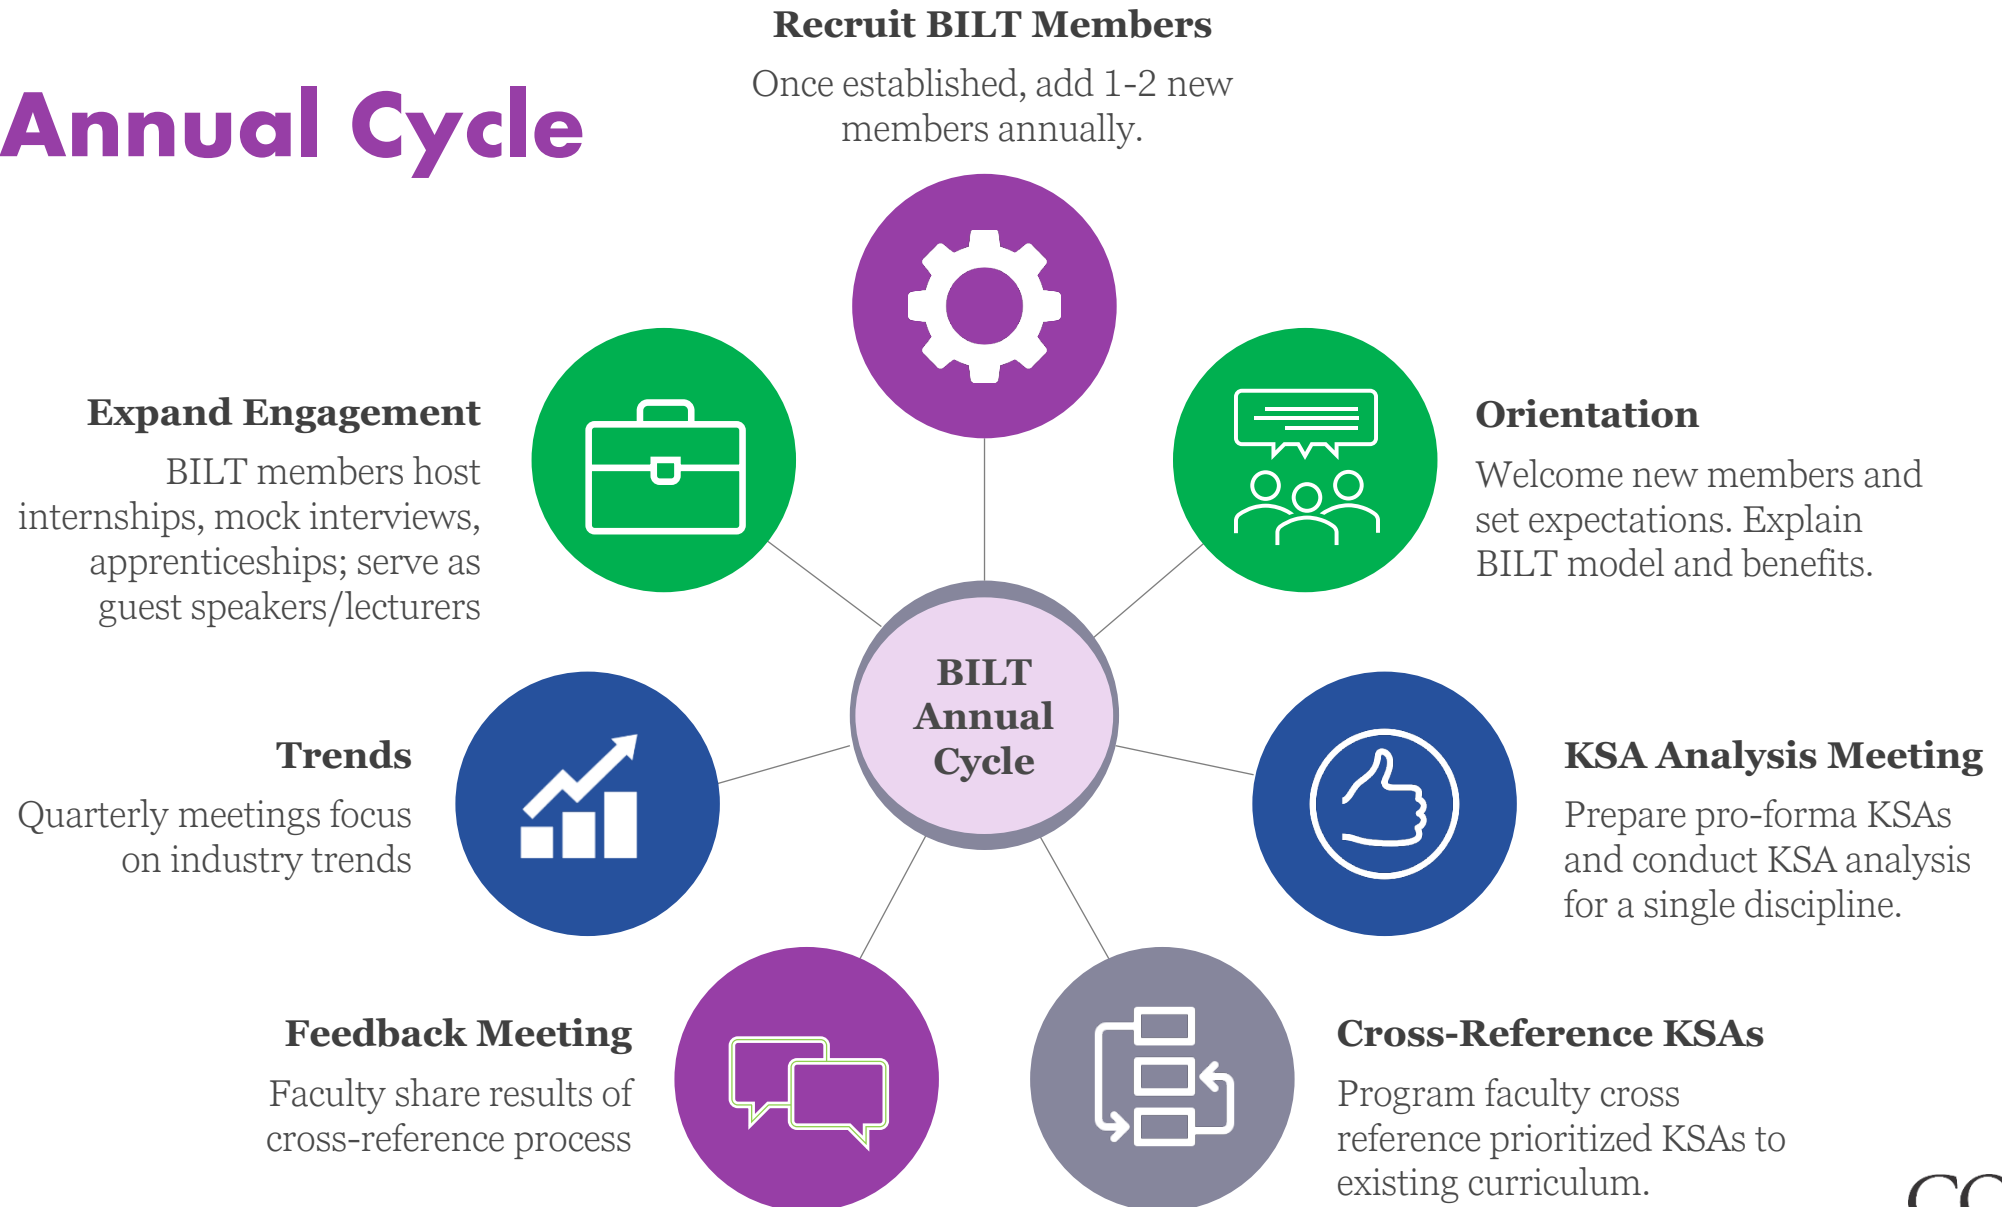 Annual Cycle
Recruit BILT Members
Once established, add 1-2 new
members annually.
Orientation
Welcome new members and
set expectations. Explain
BILT model and benefits.
KSA Analysis Meeting
Prepare pro-forma KSAs
and conduct KSA analysis
for a single discipline.
Cross-Reference KSAs
Program faculty cross
reference prioritized KSAs to
existing curriculum.
Feedback Meeting
Faculty share results of
cross-reference process
Trends
Quarterly meetings focus
on industry trends
Expand Engagement
BILT members host
internships, mock interviews,
apprenticeships; serve as
guest speakers/lecturers
BILT
Annual
Cycle